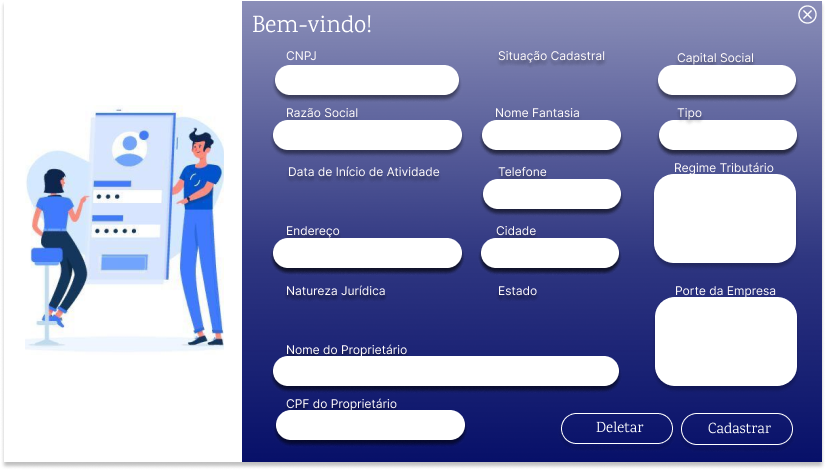 Bem-vindo!
CNPJ
Situação Cadastral
Capital Social
Razão Social
Nome Fantasia
Tipo
Data de Início de Atividade
Telefone
Regime Tributário
Endereço
Cidade
Natureza Jurídica
Estado
Porte da Empresa
Nome do Proprietário
CPF do Proprietário
Deletar
Cadastrar